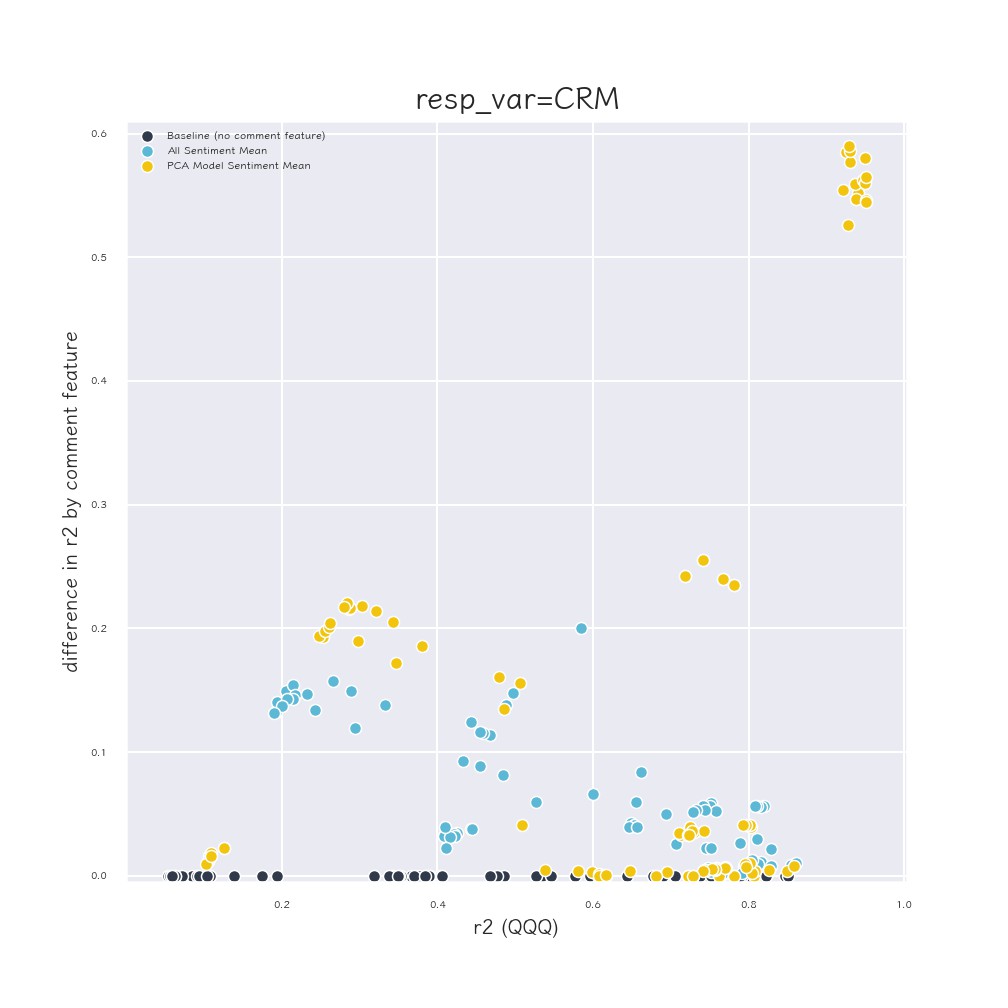 resp_var=CRM
Baseline (no comment feature)
All Sentiment Mean
PCA Model Sentiment Mean
difference in r2 by comment feature
0.6
0.5
0.4
0.3
0.2
0.1
0.0
0.2 0.4 0.6 0.8 1.0
r2 (QQQ)